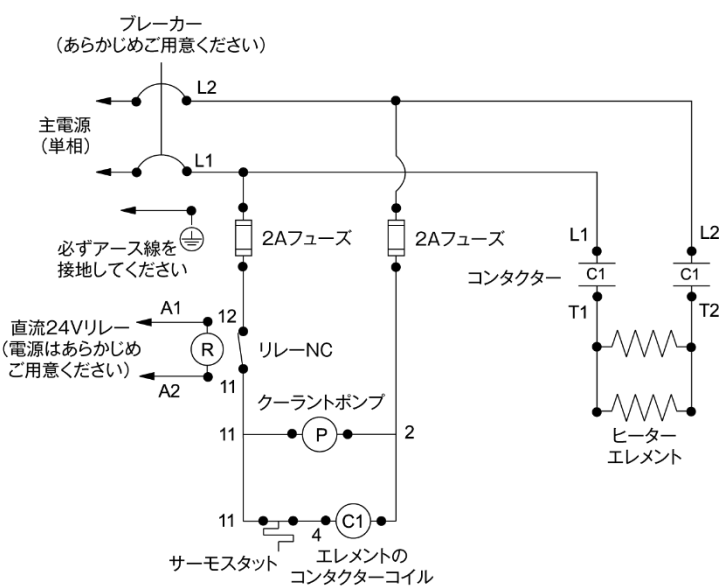 ブレーカー
(あらかじめご用意ください)
L2
主電源
(単相)
L1
必ずアース線を
接地してください
2Aフューズ
2Aフューズ
L1
L2
コンタクター
C1
C1
T1
T2
A1
12
直流24Vリレー
(電源はあらかじめ
ご用意ください)
R
リレーNC
A2
11
クーラントポンプ
11
P
2
ヒーター
エレメント
11
4
C1
サーモスタット
エレメントの
コンタクターコイル